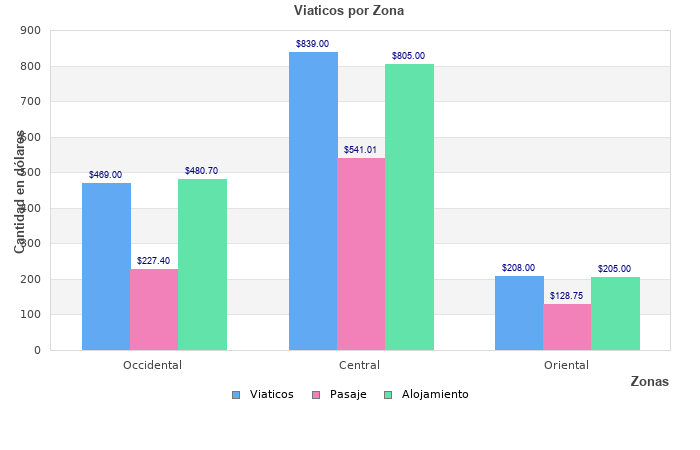 Viaticos por Zona
Cantidad en dólares
900
800
700
600
500
400
300
200
100
0
$469.00
$227.40
$480.70
$839.00
$541.01
$805.00
$208.00
$128.75
$205.00
Occidental
Central
Oriental
Zonas
Viaticos
Pasaje
Alojamiento